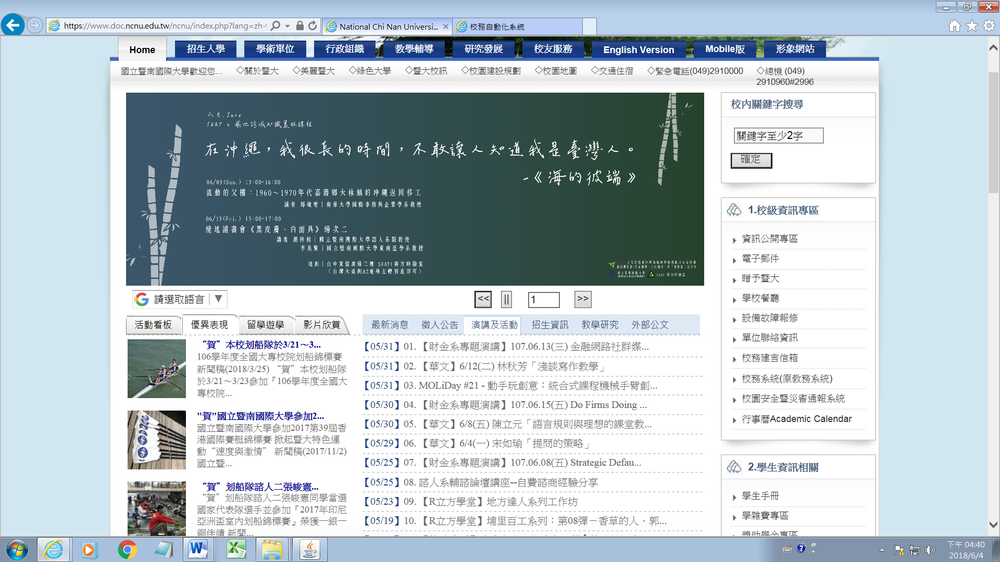 https://www.doc.ncnu.edu.tw/ncnu/index.php?lang=zh-t
National Chi Nan Universi...
校務自動化系統
Home
招生入學
學術單位
行政組織
教學輔導
研究發展
校友服務
English Version
Mobile版
形象網站
國立暨南國際大學歡迎您...
◇關於暨大
◇美麗暨大
◇綠色大學
◇暨大校訊
◇校園建設規劃
◇校園地圖
◇交通住宿
◇緊急電話(049)2910000
◇總機 (049)
2910960#2996
六月.June
SEAT x 飛地跨域知識叢林課程
在沖繩，我很長的時間，不敢讓人知道我是臺灣人。
-《海的彼端》
06/03(Sun.) 13:00-16:00
流動的父權：1960～1970年代嘉義鄉大林鎮的沖繩返回移工
講者 邱琡雯｜南華大學國際事務與企業學系教授
06/15(Fri.) 15:00-17:00
飛地讀書會《黑皮膚，白面具》場次二
講者 趙祥和｜國立暨南國際大學諮人系副教授
李美賢｜國立暨南國際大學東南亞學系教授
地點｜台中東協廣場三樓 SEAT|南方時驗室
（台灣大道側A2電梯左轉到底即可）
國立暨南國際大學
SEAT|南方時驗室
請選取語言
▼
<<
||
1
>>
活動看板
優異表現
留學遊學
影片欣賞
“賀”本校划船隊於3/21～3...
106學年度全國大專校院划船錦標賽
新聞稿(2018/3/25) “賀”本校划船隊
於3/21～3/23參加『106學年度全國大
專校院...
"賀"國立暨南國際大學參加2...
國立暨南國際大學參加2017第39屆香
港國際賽艇錦標賽 掀起暨大特色運
動“速度與激情” 新聞稿(2017/11/2)
國立暨...
“賀”划船隊諮人二張峻憲...
“賀”划船隊諮人二張峻憲同學當選
國家代表隊選手並參加『2017年印尼
亞洲盃室內划船錦標賽』榮獲一銀一
銅佳績 新聞...
最新消息
徵人公告
演講及活動
招生資訊
教學研究
外部公文
【05/31】01. 【財金系專題演講】107.06.13(三) 金融網路社群媒...
【05/31】02. 【華文】6/12(二) 林秋芳「淺談寫作教學」
【05/31】03. MOLiDay #21 - 動手玩創意：統合式課程機械手臂創...
【05/30】04. 【財金系專題演講】107.06.15(五) Do Firms Doing ...
【05/30】05. 【華文】6/8(五) 陳立元「語言規則與理想的課堂教...
【05/29】06. 【華文】6/4(一) 宋如瑜「提問的策略」
【05/25】07. 【財金系專題演講】107.06.08(五) Strategic Defau...
【05/25】08. 諮人系輔諮論壇講座--自費諮商經驗分享
【05/23】09. 【R立方學堂】地方達人系列工作坊
【05/19】10. 【R立方學堂】埔里百工系列：第08彈－香草的人．郭...
校內關鍵字搜尋
關鍵字至少2字
確定
1.校級資訊專區
資訊公開專區
電子郵件
贈予暨大
學校餐廳
設備故障報修
單位聯絡資訊
校務建言信箱
校務系統(原教務系統)
校園安全暨災害通報系統
行事曆Academic Calendar
2.學生資訊相關
學生手冊
學雜費專區
獎助學金專區
下午 04:40
2018/6/4